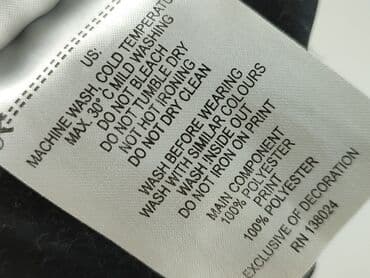 US:
MACHINE WASH, COLD TEMPERATU
MAX. 30°C MILD WASHING
DO NOT BLEACH
DO NOT TUMBLE DRY
NOT HOT IRONING
DO NOT DRY CLEAN
WASH BEFORE WEARING
WASH WITH SIMILAR COLOURS
WASH INSIDE OUT
DO NOT IRON ON PRINT
MAIN COMPONENT
100% POLYESTER
PRINT
100% POLYESTER
EXCLUSIVE OF DECORATION
RN 138024